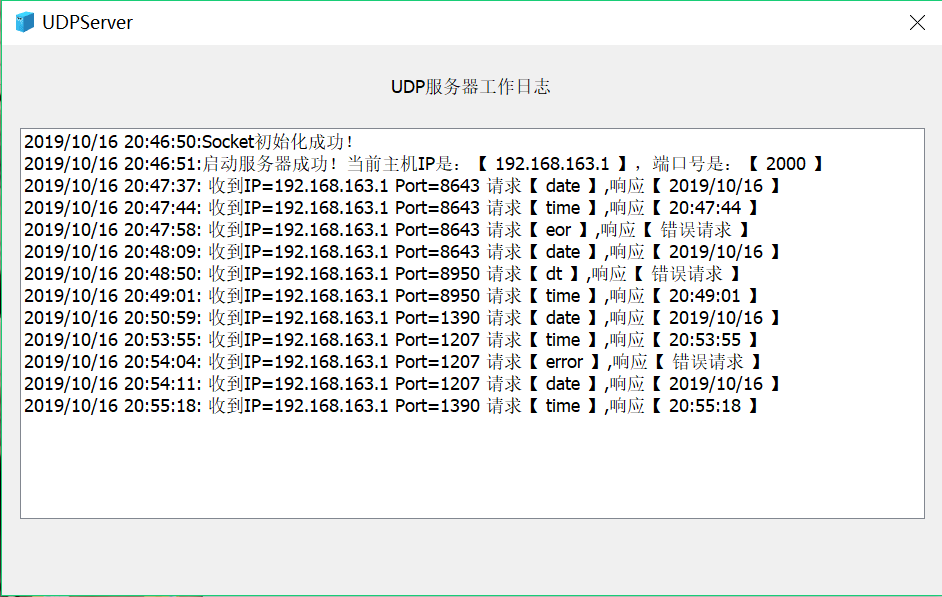 UDPServer
UDP服务器工作日志
2019/10/16 20:46:50:Socket初始化成功！
2019/10/16 20:46:51:启动服务器成功！当前主机IP是：【 192.168.163.1 】，端口号是：【 2000 】
2019/10/16 20:47:37: 收到IP=192.168.163.1 Port=8643 请求【 date 】,响应【 2019/10/16 】
2019/10/16 20:47:44: 收到IP=192.168.163.1 Port=8643 请求【 time 】,响应【 20:47:44 】
2019/10/16 20:47:58: 收到IP=192.168.163.1 Port=8643 请求【 eor 】,响应【 错误请求 】
2019/10/16 20:48:09: 收到IP=192.168.163.1 Port=8643 请求【 date 】,响应【 2019/10/16 】
2019/10/16 20:48:50: 收到IP=192.168.163.1 Port=8950 请求【 dt 】,响应【 错误请求 】
2019/10/16 20:49:01: 收到IP=192.168.163.1 Port=8950 请求【 time 】,响应【 20:49:01 】
2019/10/16 20:50:59: 收到IP=192.168.163.1 Port=1390 请求【 date 】,响应【 2019/10/16 】
2019/10/16 20:53:55: 收到IP=192.168.163.1 Port=1207 请求【 time 】,响应【 20:53:55 】
2019/10/16 20:54:04: 收到IP=192.168.163.1 Port=1207 请求【 error 】,响应【 错误请求 】
2019/10/16 20:54:11: 收到IP=192.168.163.1 Port=1207 请求【 date 】,响应【 2019/10/16 】
2019/10/16 20:55:18: 收到IP=192.168.163.1 Port=1390 请求【 time 】,响应【 20:55:18 】